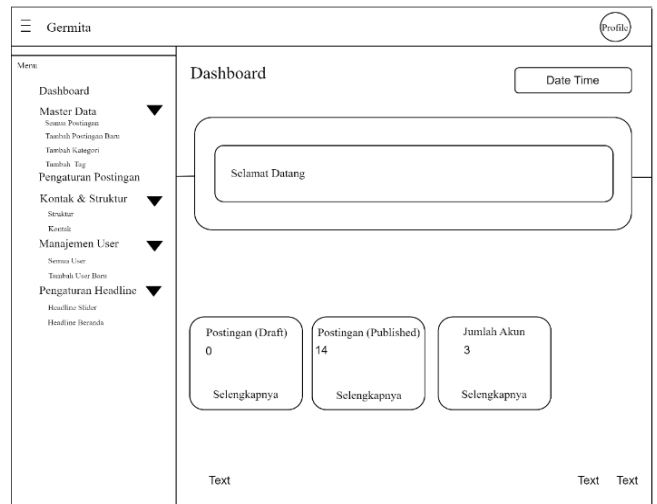 Germita
Profile
Menu
Dashboard
Master Data
Semua Postingan
Tambah Postingan Baru
Tambah Kategori
Tambah Tag
Pengaturan Postingan
Kontak & Struktur
Struktur
Kontak
Manajemen User
Semua User
Tambah User Baru
Pengaturan Headline
Headline Slider
Headline Beranda
Dashboard
Date Time
Selamat Datang
Postingan (Draft)
0
Selengkapnya
Postingan (Published)
14
Selengkapnya
Jumlah Akun
3
Selengkapnya
Text
Text Text